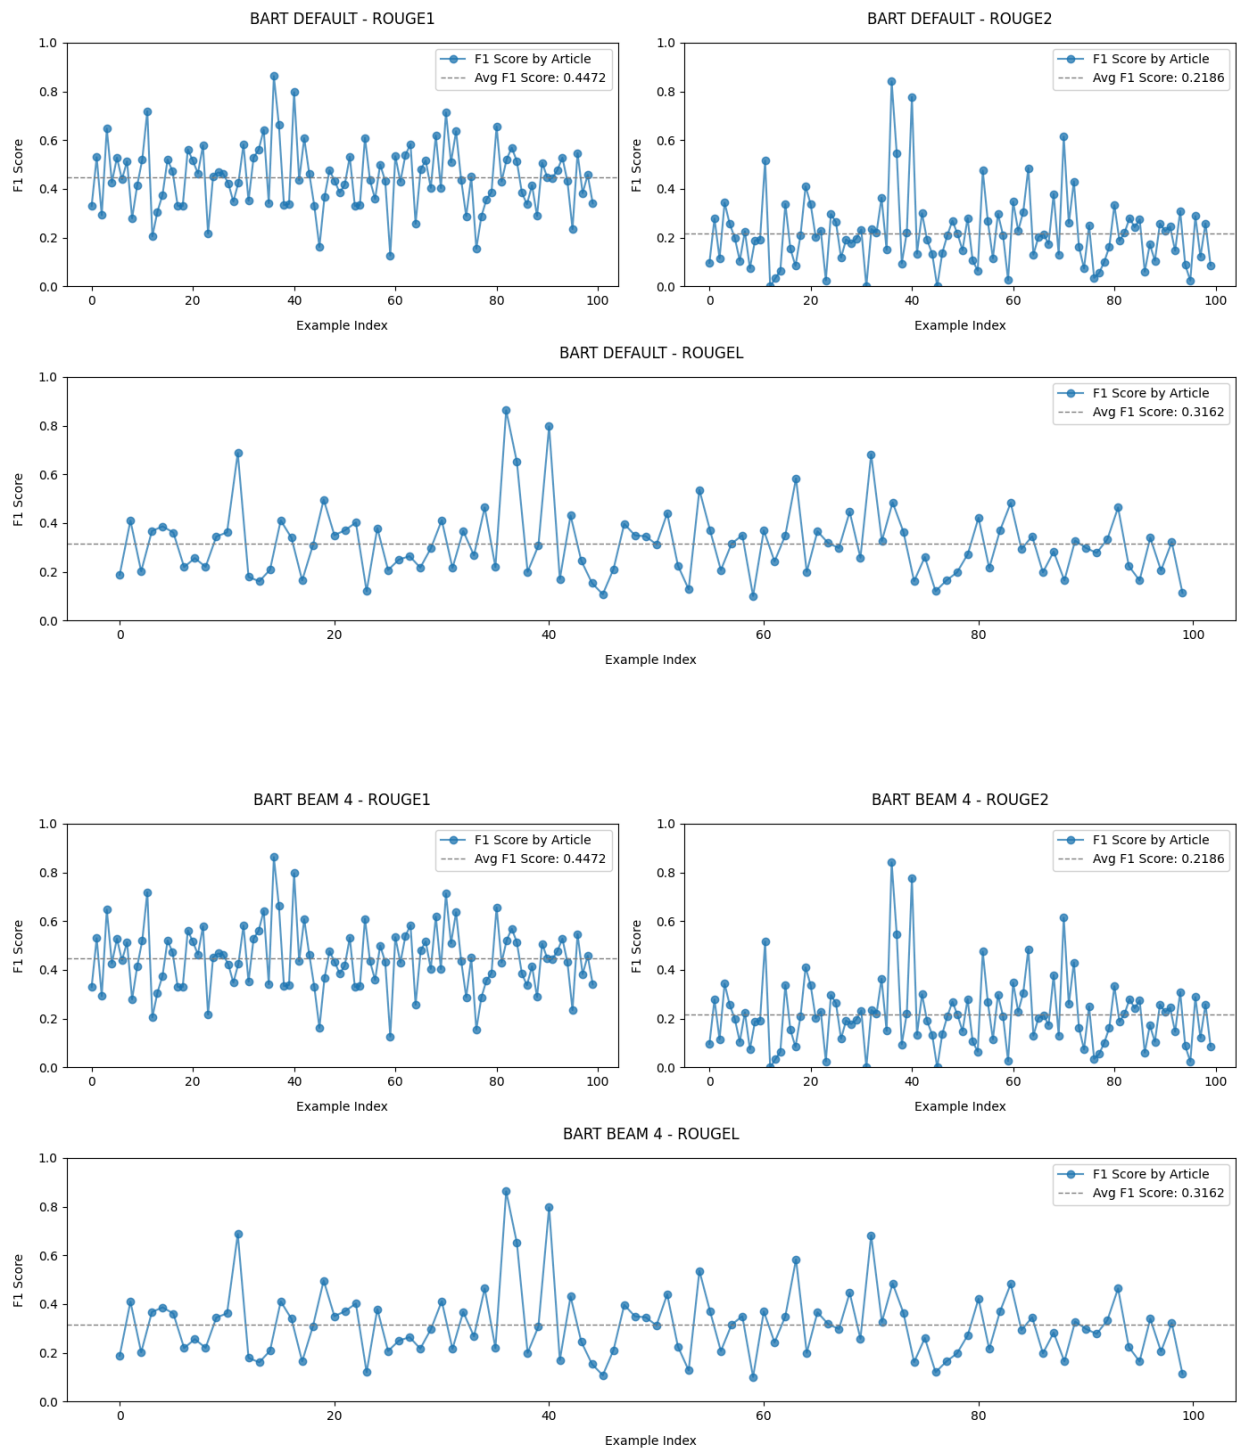 BART DEFAULT - ROUGE1
1.0
0.8
0.6
0.4
0.2
0.0
F1 Score
F1 Score by Article
Avg F1 Score: 0.4472
0 20 40 60 80 100
Example Index
BART DEFAULT - ROUGE2
1.0
0.8
0.6
0.4
0.2
0.0
F1 Score
F1 Score by Article
Avg F1 Score: 0.2186
0 20 40 60 80 100
Example Index
BART DEFAULT - ROUGEL
1.0
0.8
0.6
0.4
0.2
0.0
F1 Score
F1 Score by Article
Avg F1 Score: 0.3162
0 20 40 60 80 100
Example Index
BART BEAM 4 - ROUGE1
1.0
0.8
0.6
0.4
0.2
0.0
F1 Score
F1 Score by Article
Avg F1 Score: 0.4472
0 20 40 60 80 100
Example Index
BART BEAM 4 - ROUGE2
1.0
0.8
0.6
0.4
0.2
0.0
F1 Score
F1 Score by Article
Avg F1 Score: 0.2186
0 20 40 60 80 100
Example Index
BART BEAM 4 - ROUGEL
1.0
0.8
0.6
0.4
0.2
0.0
F1 Score
F1 Score by Article
Avg F1 Score: 0.3162
0 20 40 60 80 100
Example Index